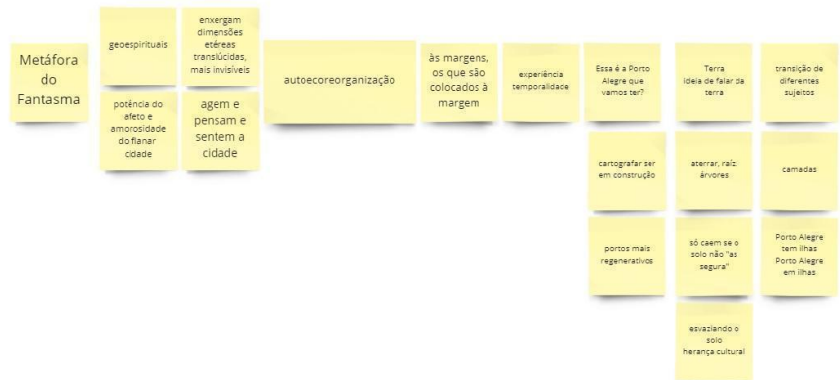 Metáfora
do
Fantasma
geoespirituais
enxergam
dimensões
etéreas
translúcidas,
mais invisíveis
potência do
afeto e
amorosidade
do flanar
cidade
agem e
pensam e
sentem a
cidade
autoecoreorganização
às margens,
os que são
colocados à
margem
experiência
temporalidade
Essa é a Porto
Alegre que
vamos ter?
Terra
ideia de falar da
terra
transição de
diferentes
sujeitos
cartografar ser
em construção
aterrar, raíz,
árvores
camadas
portos mais
regenerativos
só caem se o
solo não "as
segura"
Porto Alegre
tem ilhas
Porto Alegre
em ilhas
esvaziando o
solo
herança cultural